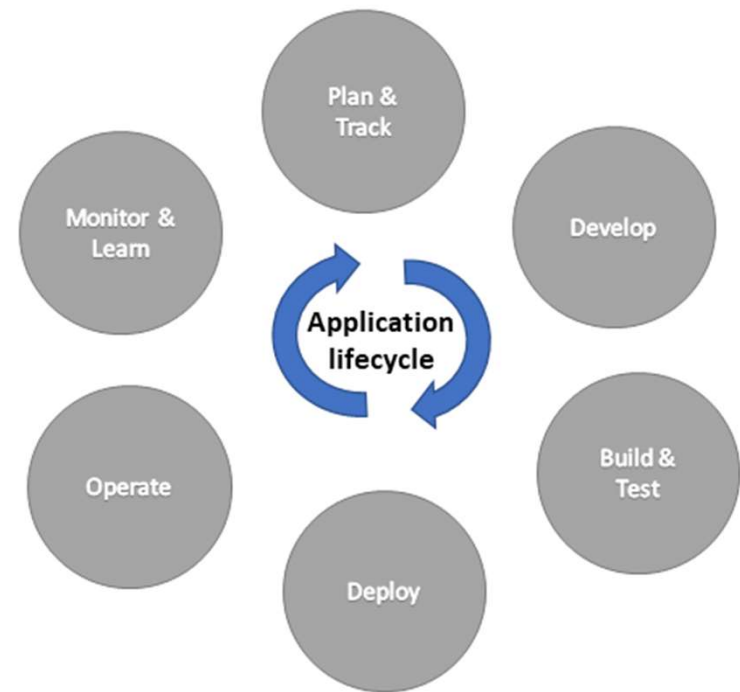 Plan &
Track
Develop
Build &
Test
Deploy
Operate
Monitor &
Learn
Application
lifecycle